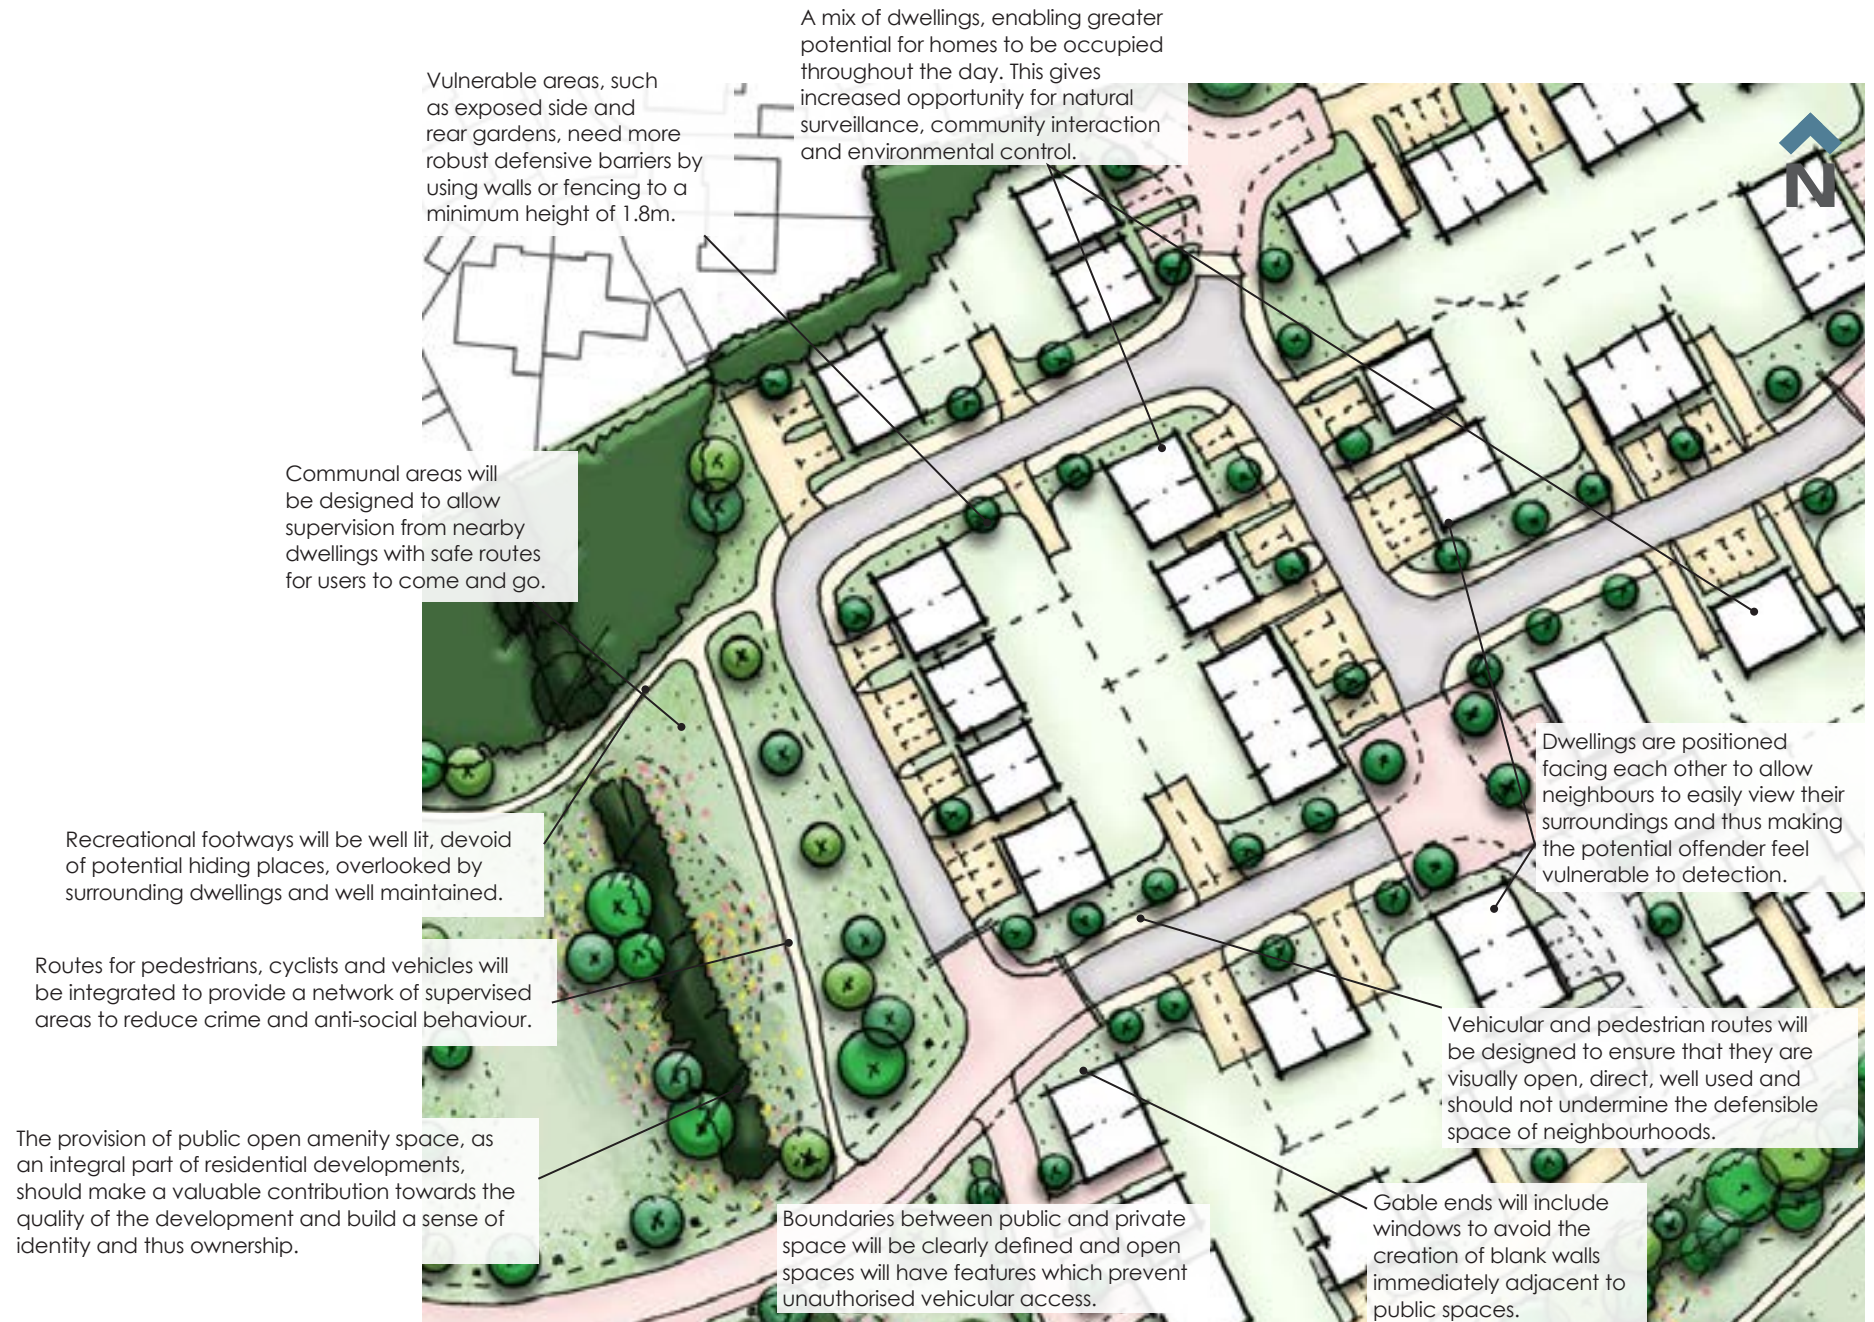 A mix of dwellings, enabling greater
potential for homes to be occupied
throughout the day. This gives
increased opportunity for natural
surveillance, community interaction
and environmental control.
Vulnerable areas, such
as exposed side and
rear gardens, need more
robust defensive barriers by
using walls or fencing to a
minimum height of 1.8m.
N
Communal areas will
be designed to allow
supervision from nearby
dwellings with safe routes
for users to come and go.
Dwellings are positioned
facing each other to allow
neighbours to easily view their
surroundings and thus making
the potential offender feel
vulnerable to detection.
Recreational footways will be well lit, devoid
of potential hiding places, overlooked by
surrounding dwellings and well maintained.
Routes for pedestrians, cyclists and vehicles will
be integrated to provide a network of supervised
areas to reduce crime and anti-social behaviour.
Vehicular and pedestrian routes will
be designed to ensure that they are
visually open, direct, well used and
should not undermine the defensible
space of neighbourhoods.
The provision of public open amenity space, as
an integral part of residential developments,
should make a valuable contribution towards the
quality of the development and build a sense of
identity and thus ownership.
Boundaries between public and private
space will be clearly defined and open
spaces will have features which prevent
unauthorised vehicular access.
Gable ends will include
windows to avoid the
creation of blank walls
immediately adjacent to
public spaces.